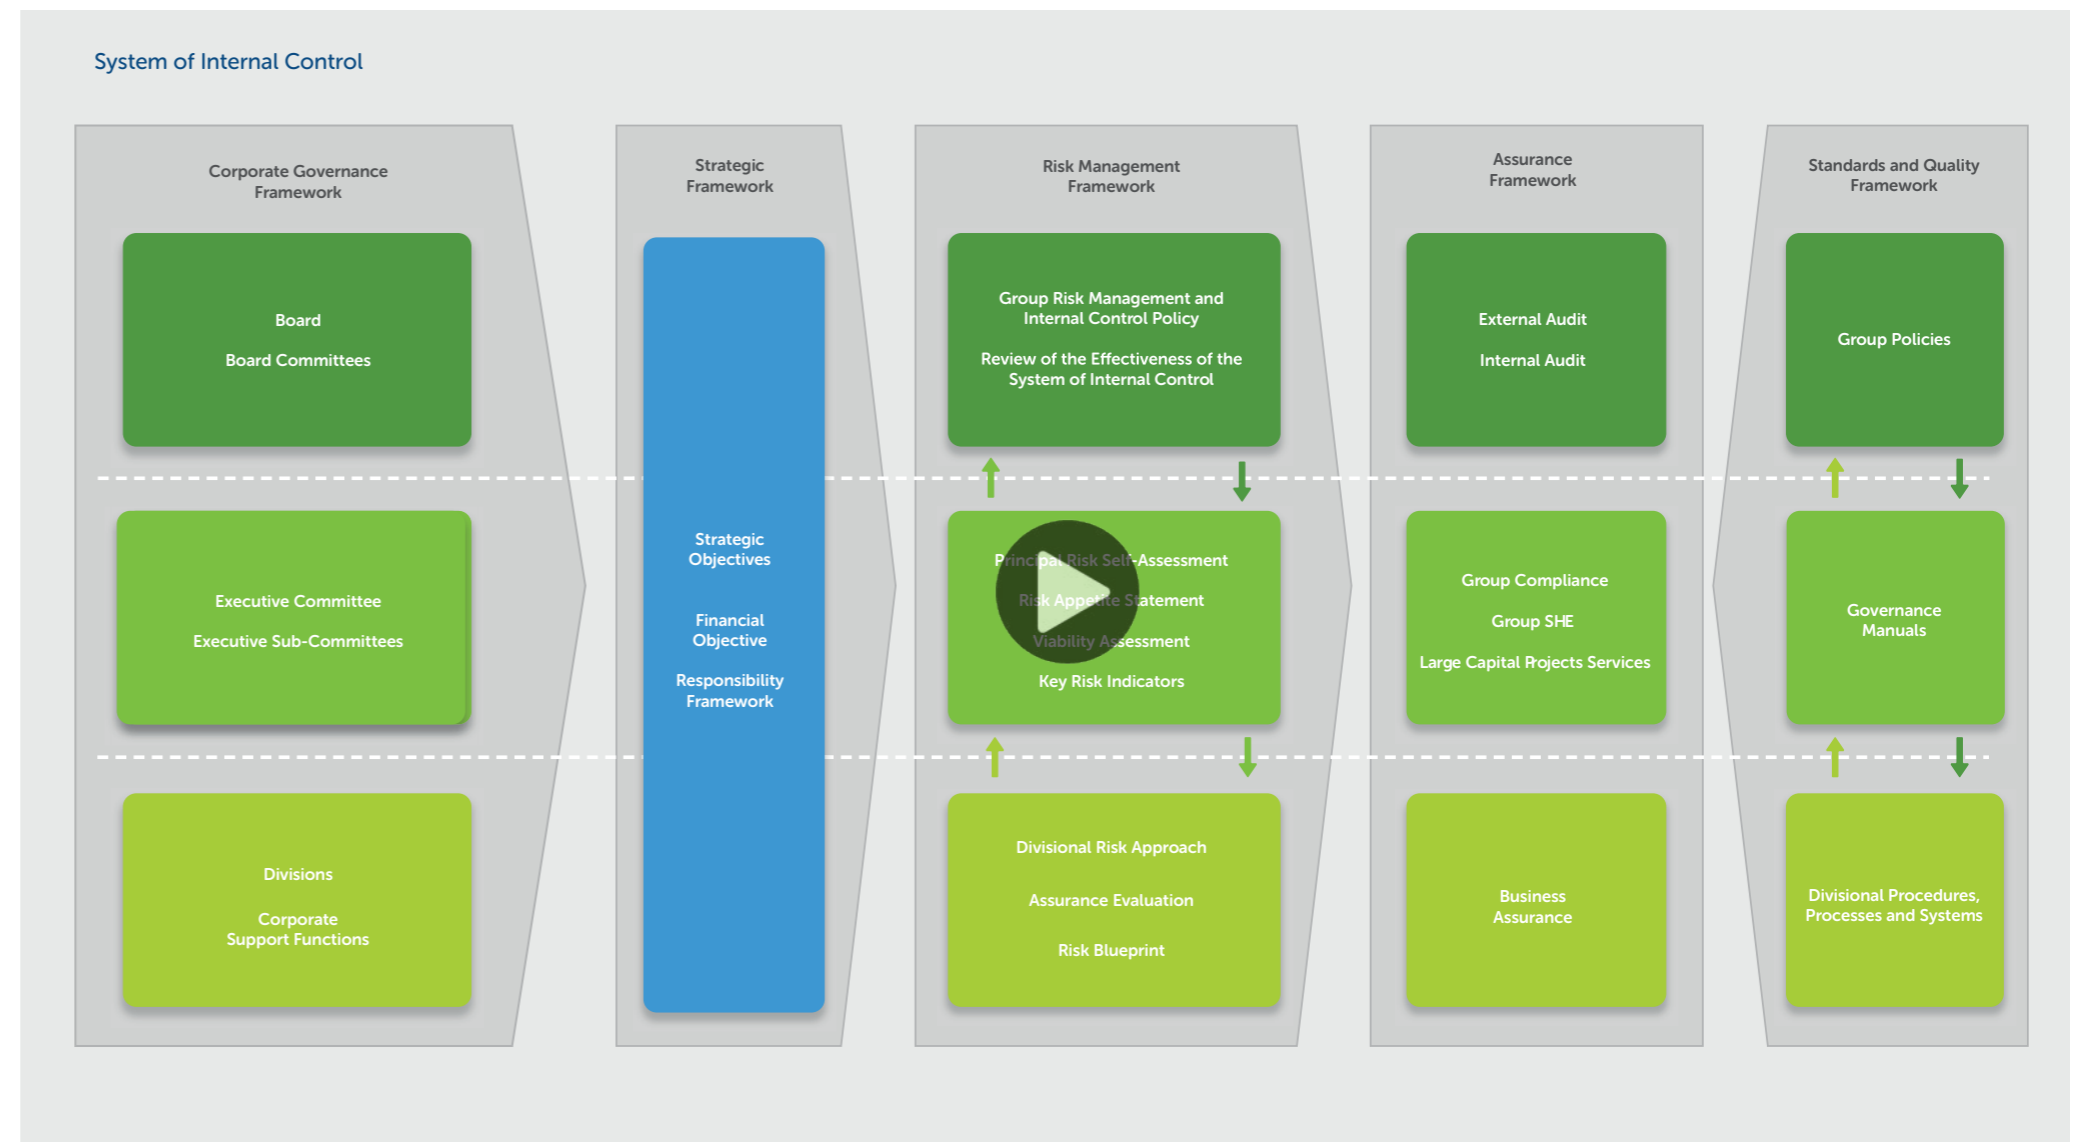 System of Internal Control
Corporate Governance
Framework
Board
Board Committees
Executive Committee
Executive Sub-Committees
Divisions
Corporate
Support Functions
Strategic
Framework
Strategic
Objectives
Financial
Objective
Responsibility
Framework
Risk Management
Framework
Group Risk Management and
Internal Control Policy
Review of the Effectiveness of the
System of Internal Control
Principal Risk Self-Assessment
Risk Appetite Statement
Viability Assessment
Key Risk Indicators
Divisional Risk Approach
Assurance Evaluation
Risk Blueprint
Assurance
Framework
External Audit
Internal Audit
Group Compliance
Group SHE
Large Capital Projects Services
Business
Assurance
Standards and Quality
Framework
Group Policies
Governance
Manuals
Divisional Procedures,
Processes and Systems